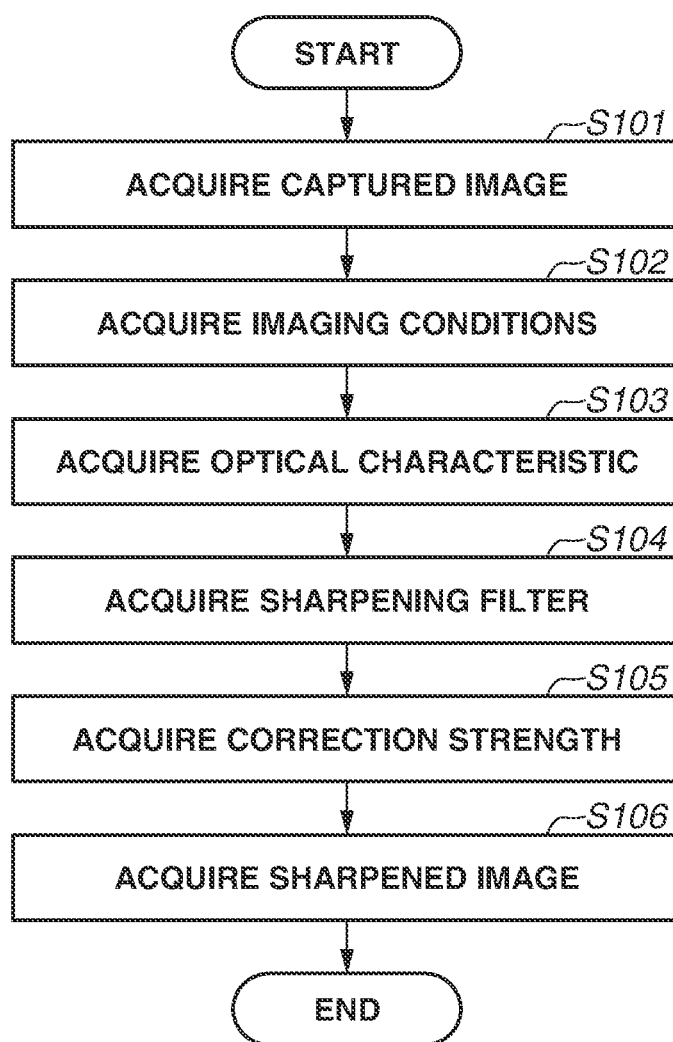 START
S101
ACQUIRE CAPTURED IMAGE
S102
ACQUIRE IMAGING CONDITIONS
S103
ACQUIRE OPTICAL CHARACTERISTIC
S104
ACQUIRE SHARPENING FILTER
S105
ACQUIRE CORRECTION STRENGTH
S106
ACQUIRE SHARPENED IMAGE
END